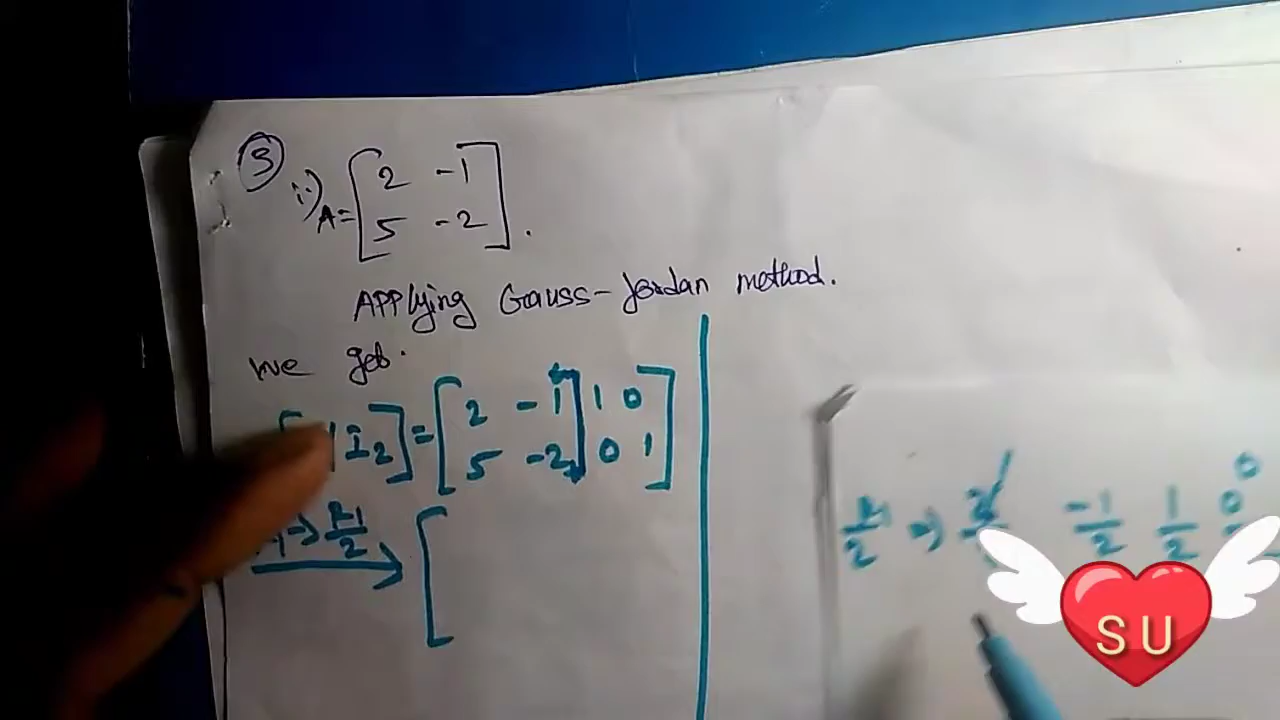 ③
i) A = [ 2 -1
5 -2 ] .
Applying Gauss-Jordan method.
we get.
I2 ] = [ 2 -1 | 1 0
5 -2 | 0 1 ]
→ R1/2 [
R1/2 ⇒ -1/2 1/2 0
S U